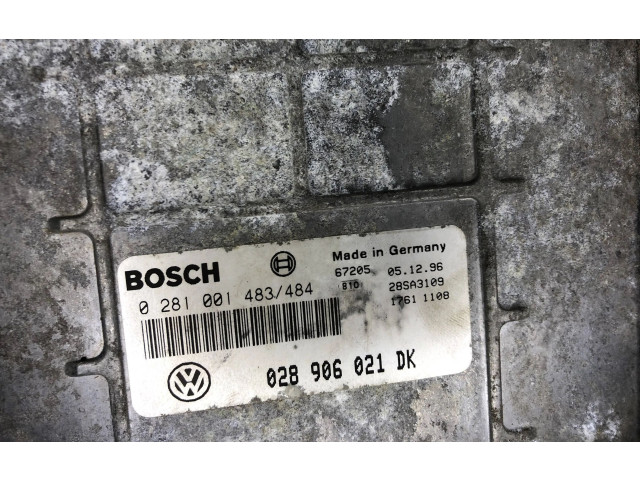 BOSCH
Made in Germany
67205 05.12.96
0 281 001 483/484
810 28SA3109
1761 1108
028 906 021 DK